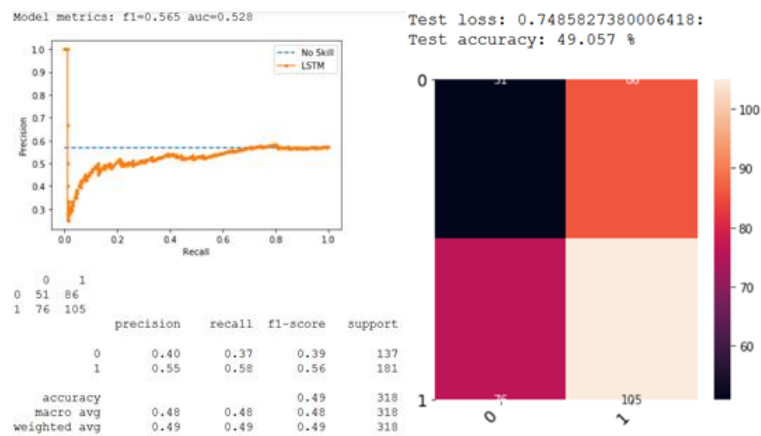 Model metrics: f1=0.565 auc=0.528
1.0
0.9
0.8
0.7
0.6
0.5
0.4
0.3
Precision
No Skill
LSTM
0.0 0.2 0.4 0.6 0.8 1.0
Recall
0 1
0 51 86
1 76 105
precision recall f1-score support
0 0.40 0.37 0.39 137
1 0.55 0.58 0.56 181
accuracy 0.49 318
macro avg 0.48 0.48 0.48 318
weighted avg 0.49 0.49 0.49 318
Test loss: 0.7485827380006418:
Test accuracy: 49.057 %
0
51 86
1
76 105
0 1
100
90
80
70
60